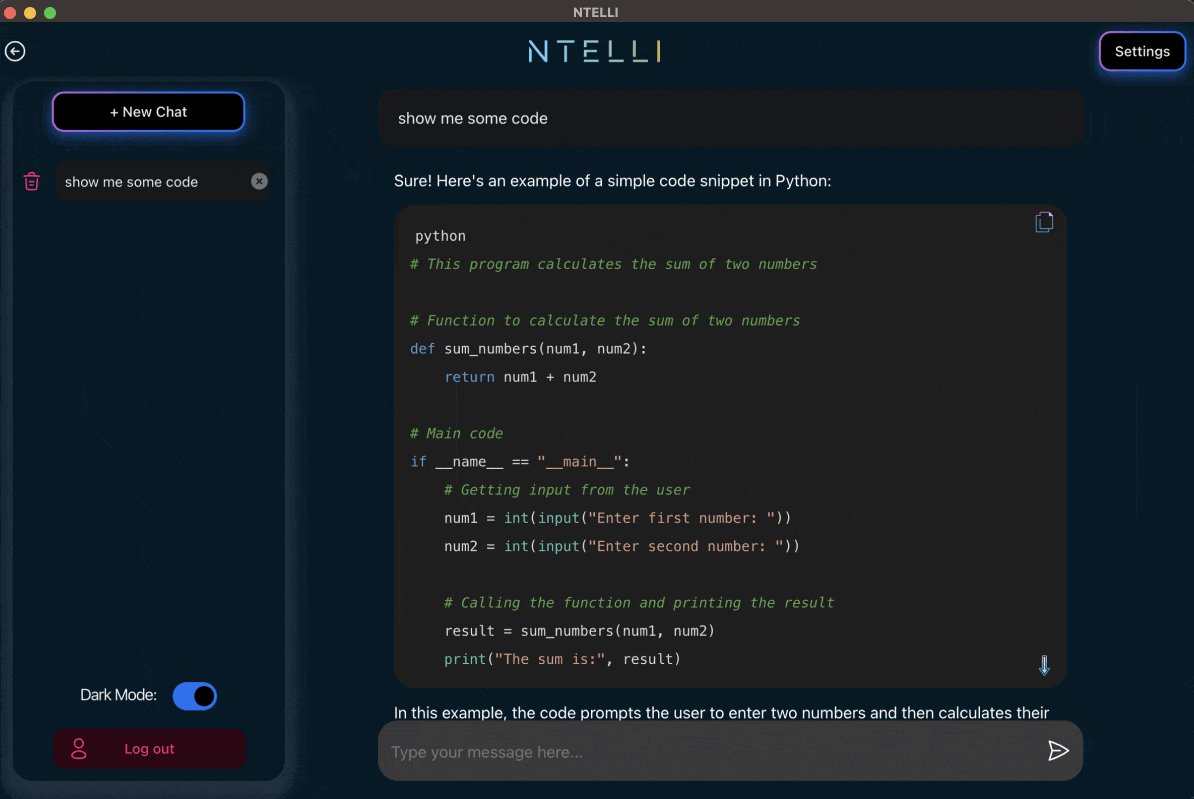 NTELLI
NTELLI
Settings
+ New Chat
show me some code
Dark Mode:
Log out
show me some code
Sure! Here's an example of a simple code snippet in Python:
python
# This program calculates the sum of two numbers
# Function to calculate the sum of two numbers
def sum_numbers(num1, num2):
    return num1 + num2
# Main code
if __name__ == "__main__":
    # Getting input from the user
    num1 = int(input("Enter first number: "))
    num2 = int(input("Enter second number: "))
    # Calling the function and printing the result
    result = sum_numbers(num1, num2)
    print("The sum is:", result)
In this example, the code prompts the user to enter two numbers and then calculates their
Type your message here...